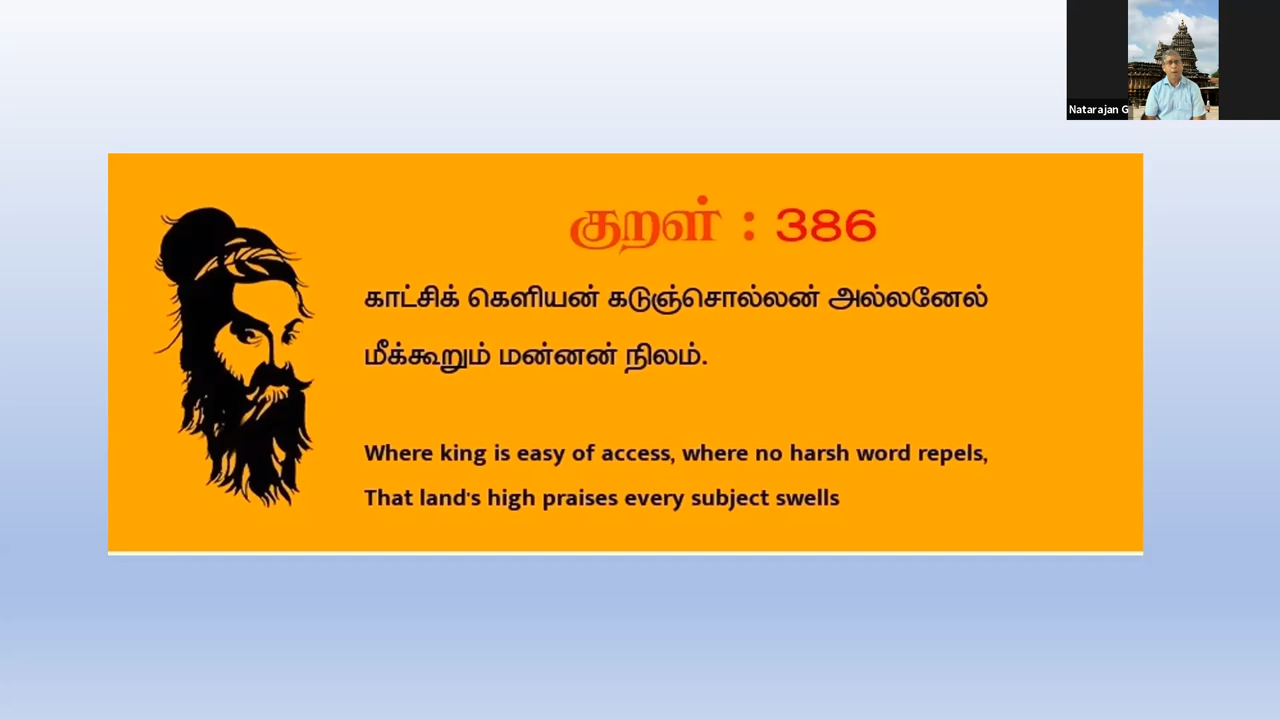 Natarajan G
குறள் : 386
காட்சிக் கெளியன் கடுஞ்சொல்லன் அல்லனேல்
மீக்கூறும் மன்னன் நிலம்.
Where king is easy of access, where no harsh word repels,
That land's high praises every subject swells